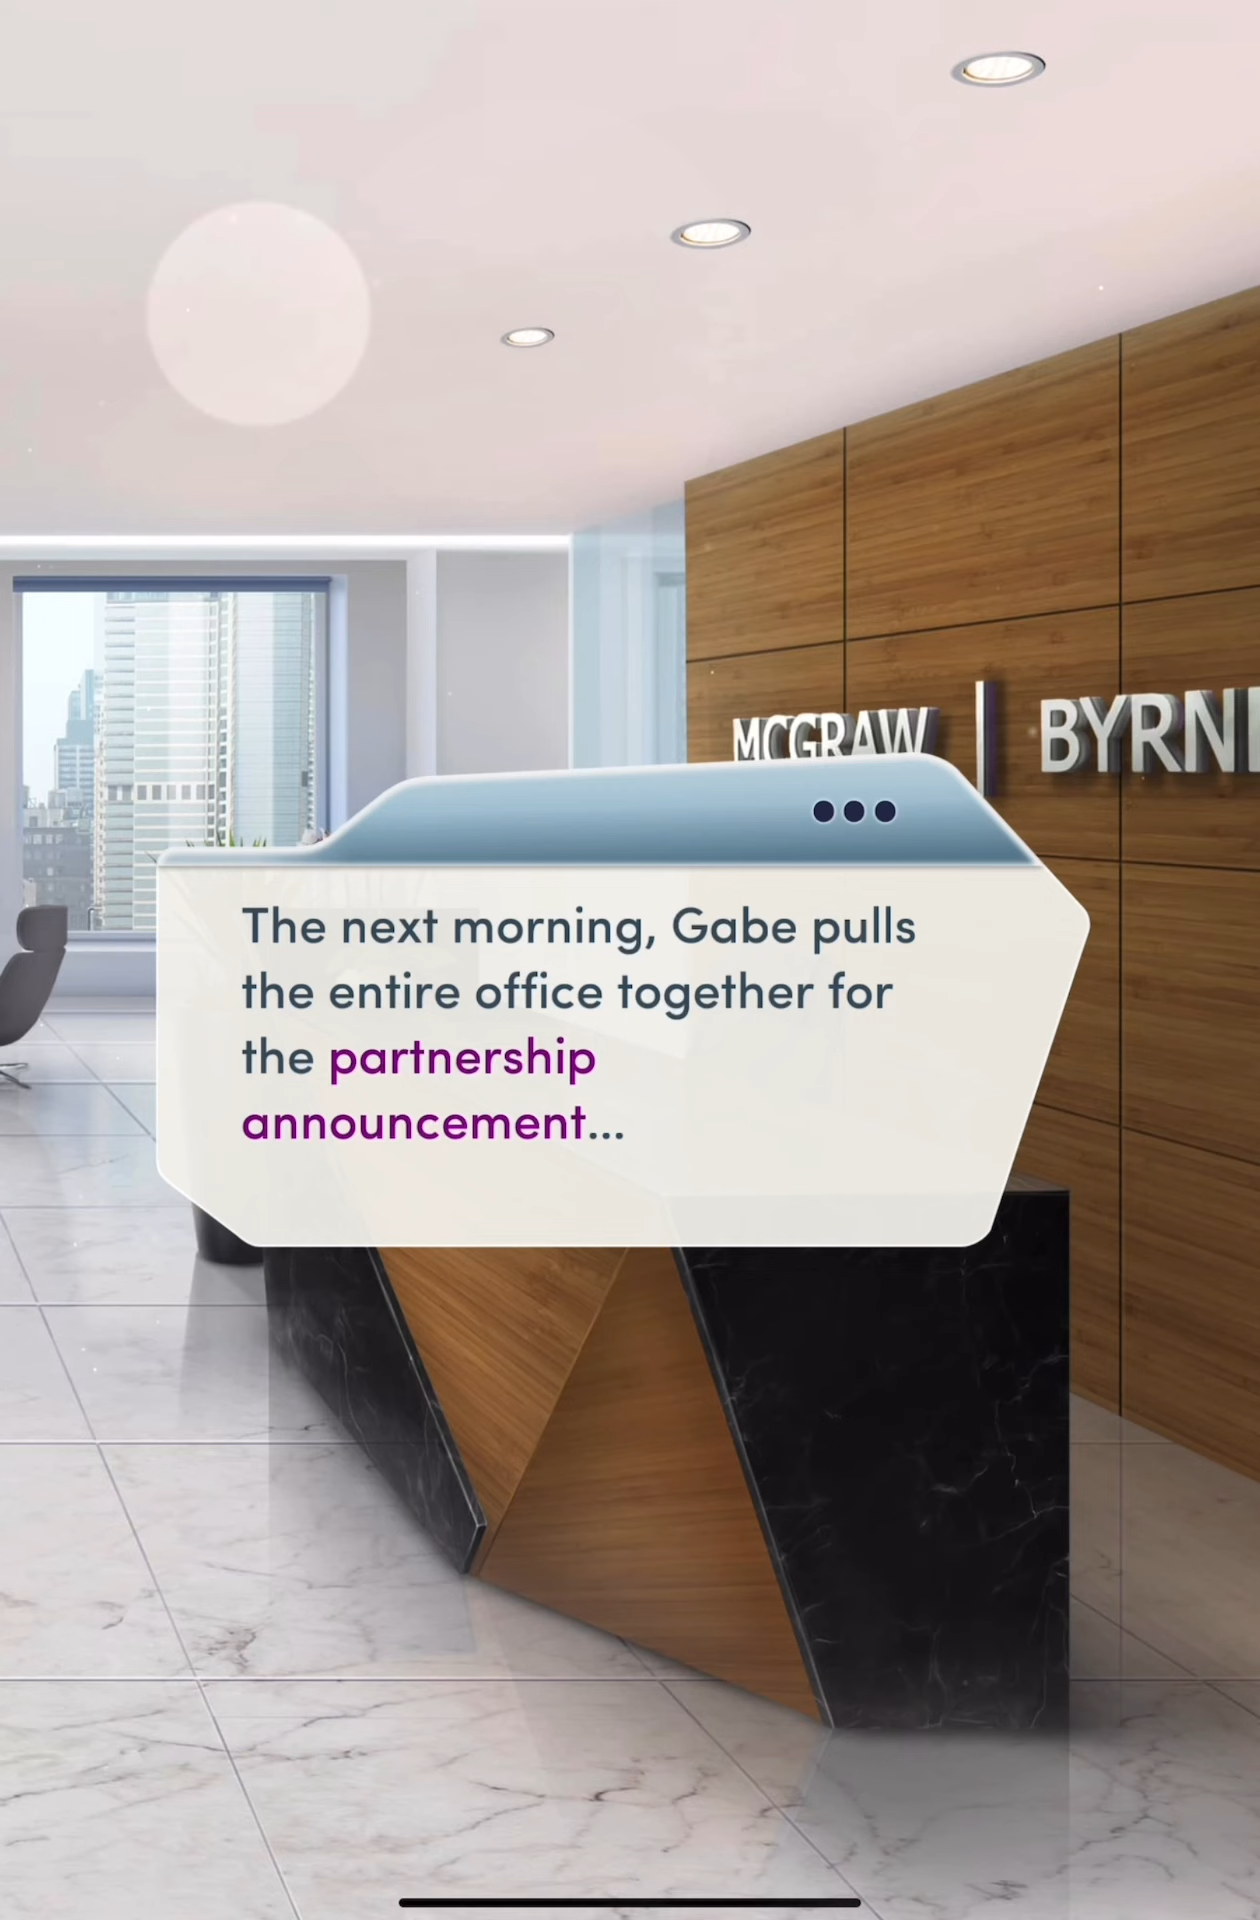 MCGRAW | BYRN
The next morning, Gabe pulls
the entire office together for
the partnership
announcement...